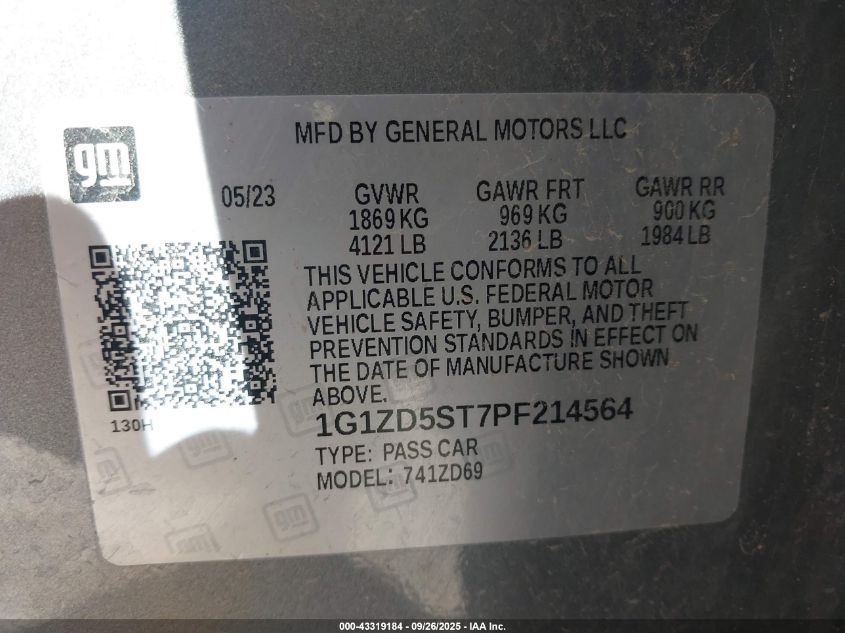 MFD BY GENERAL MOTORS LLC
gm
05/23
GVWR
1869 KG
4121 LB
GAWR FRT
969 KG
2136 LB
GAWR RR
900 KG
1984 LB
THIS VEHICLE CONFORMS TO ALL
APPLICABLE U.S. FEDERAL MOTOR
VEHICLE SAFETY, BUMPER, AND THEFT
PREVENTION STANDARDS IN EFFECT ON
THE DATE OF MANUFACTURE SHOWN
ABOVE.
130H
1G1ZD5ST7PF214564
TYPE: PASS CAR
MODEL: 741ZD69
gm
000-43319184 - 09/26/2025 - IAA Inc.